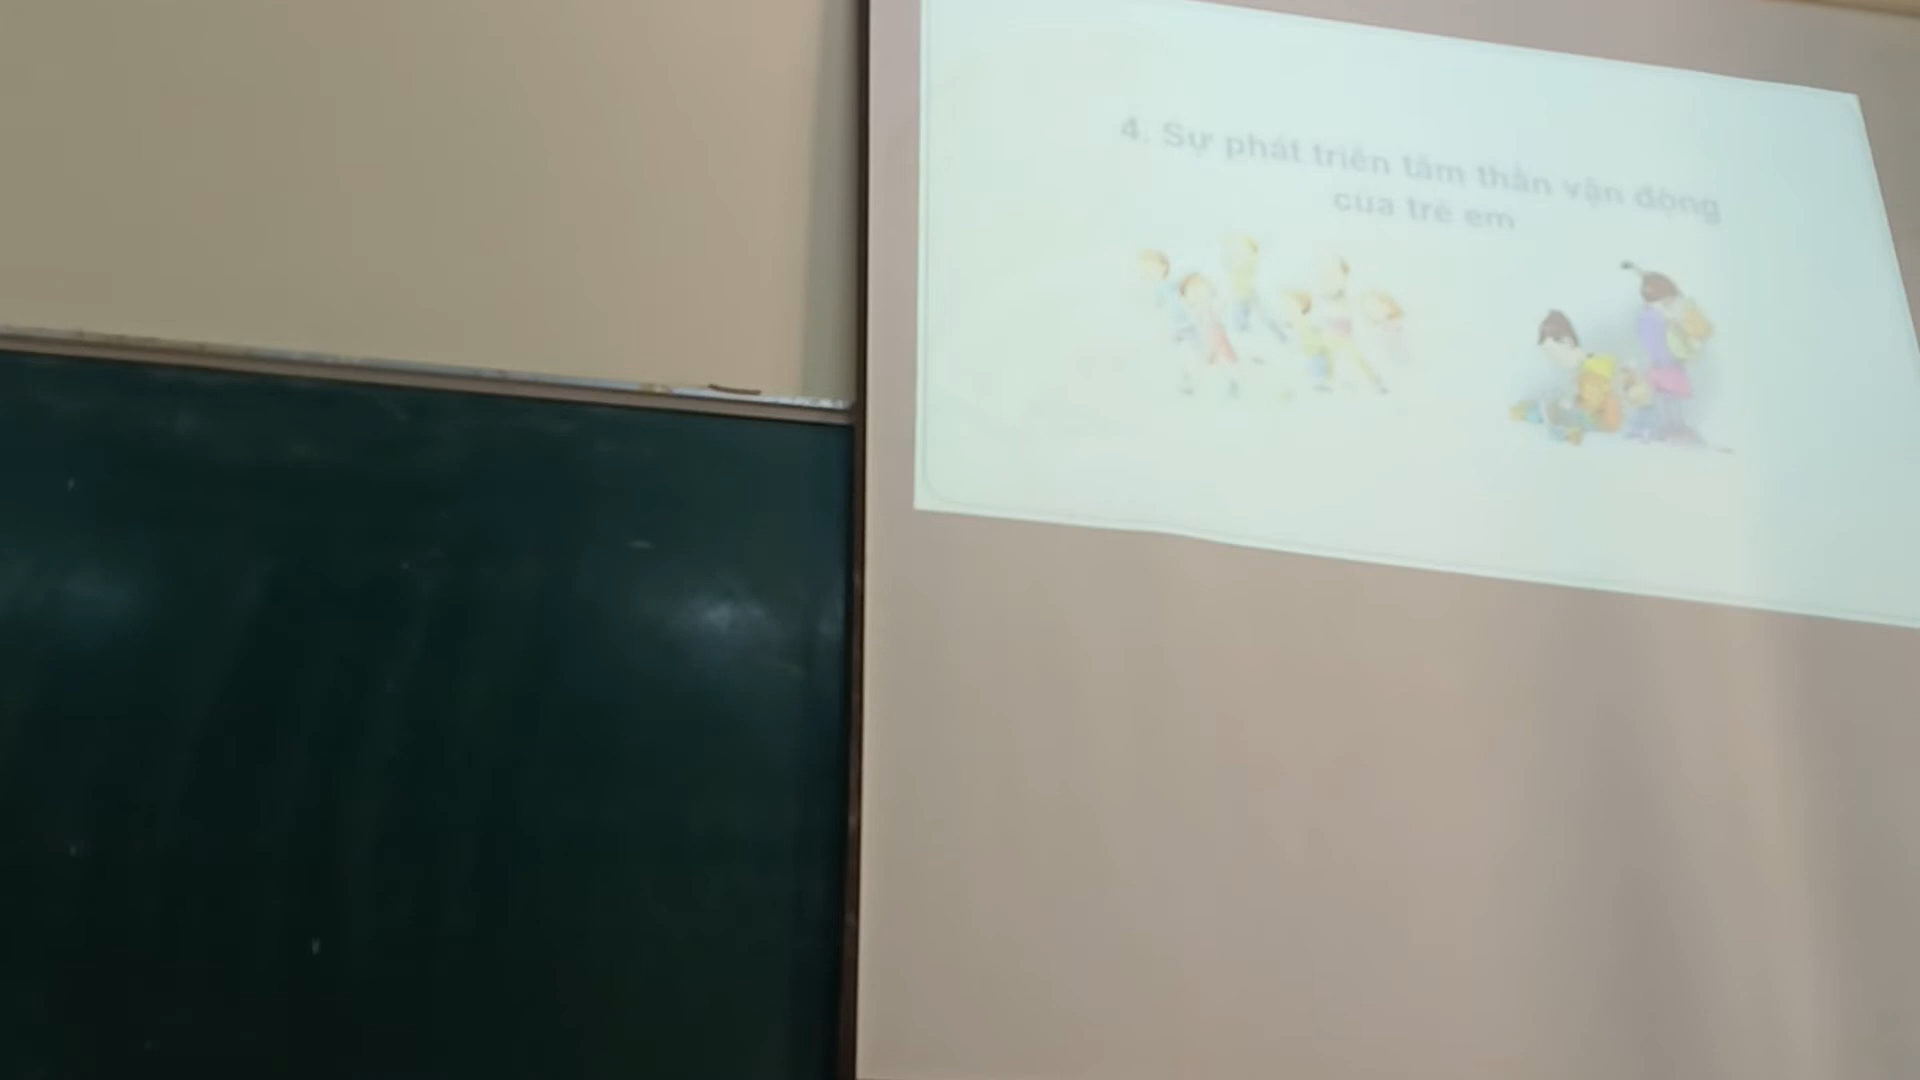 4. Sự phát triển tâm thần vận động
của trẻ em